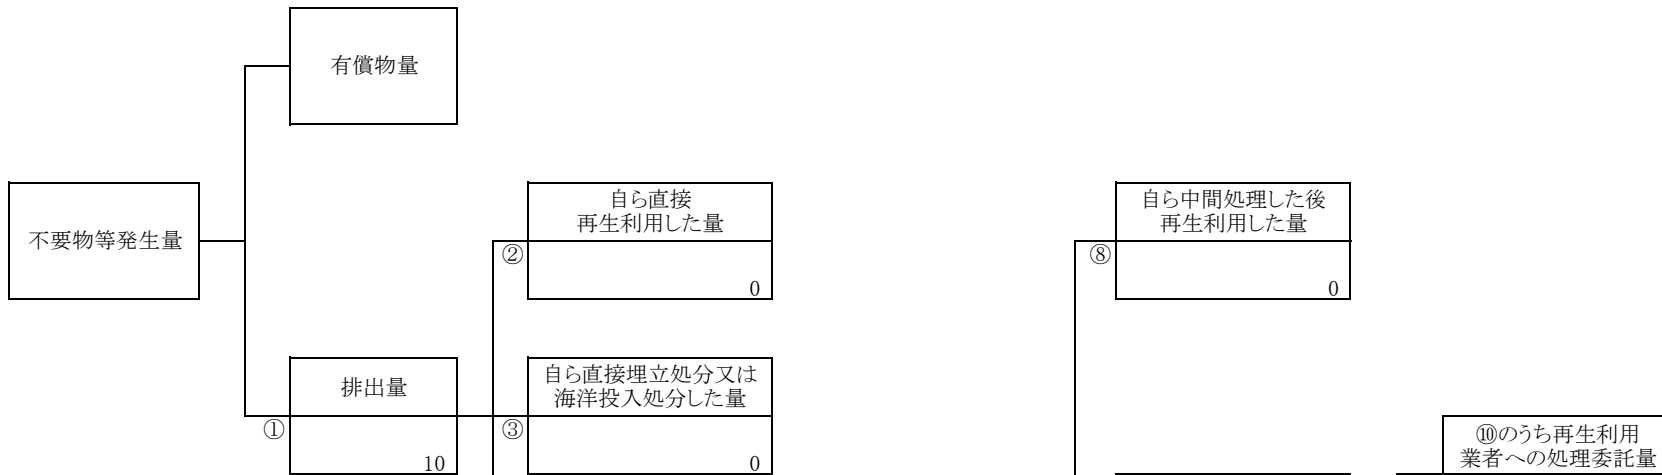 有償物量
不要物等発生量
自ら直接
再生利用した量
②
0
自ら中間処理した後
再生利用した量
⑧
0
排出量
①
10
自ら直接埋立処分又は
海洋投入処分した量
③
0
⑩のうち再生利用
業者への処理委託量